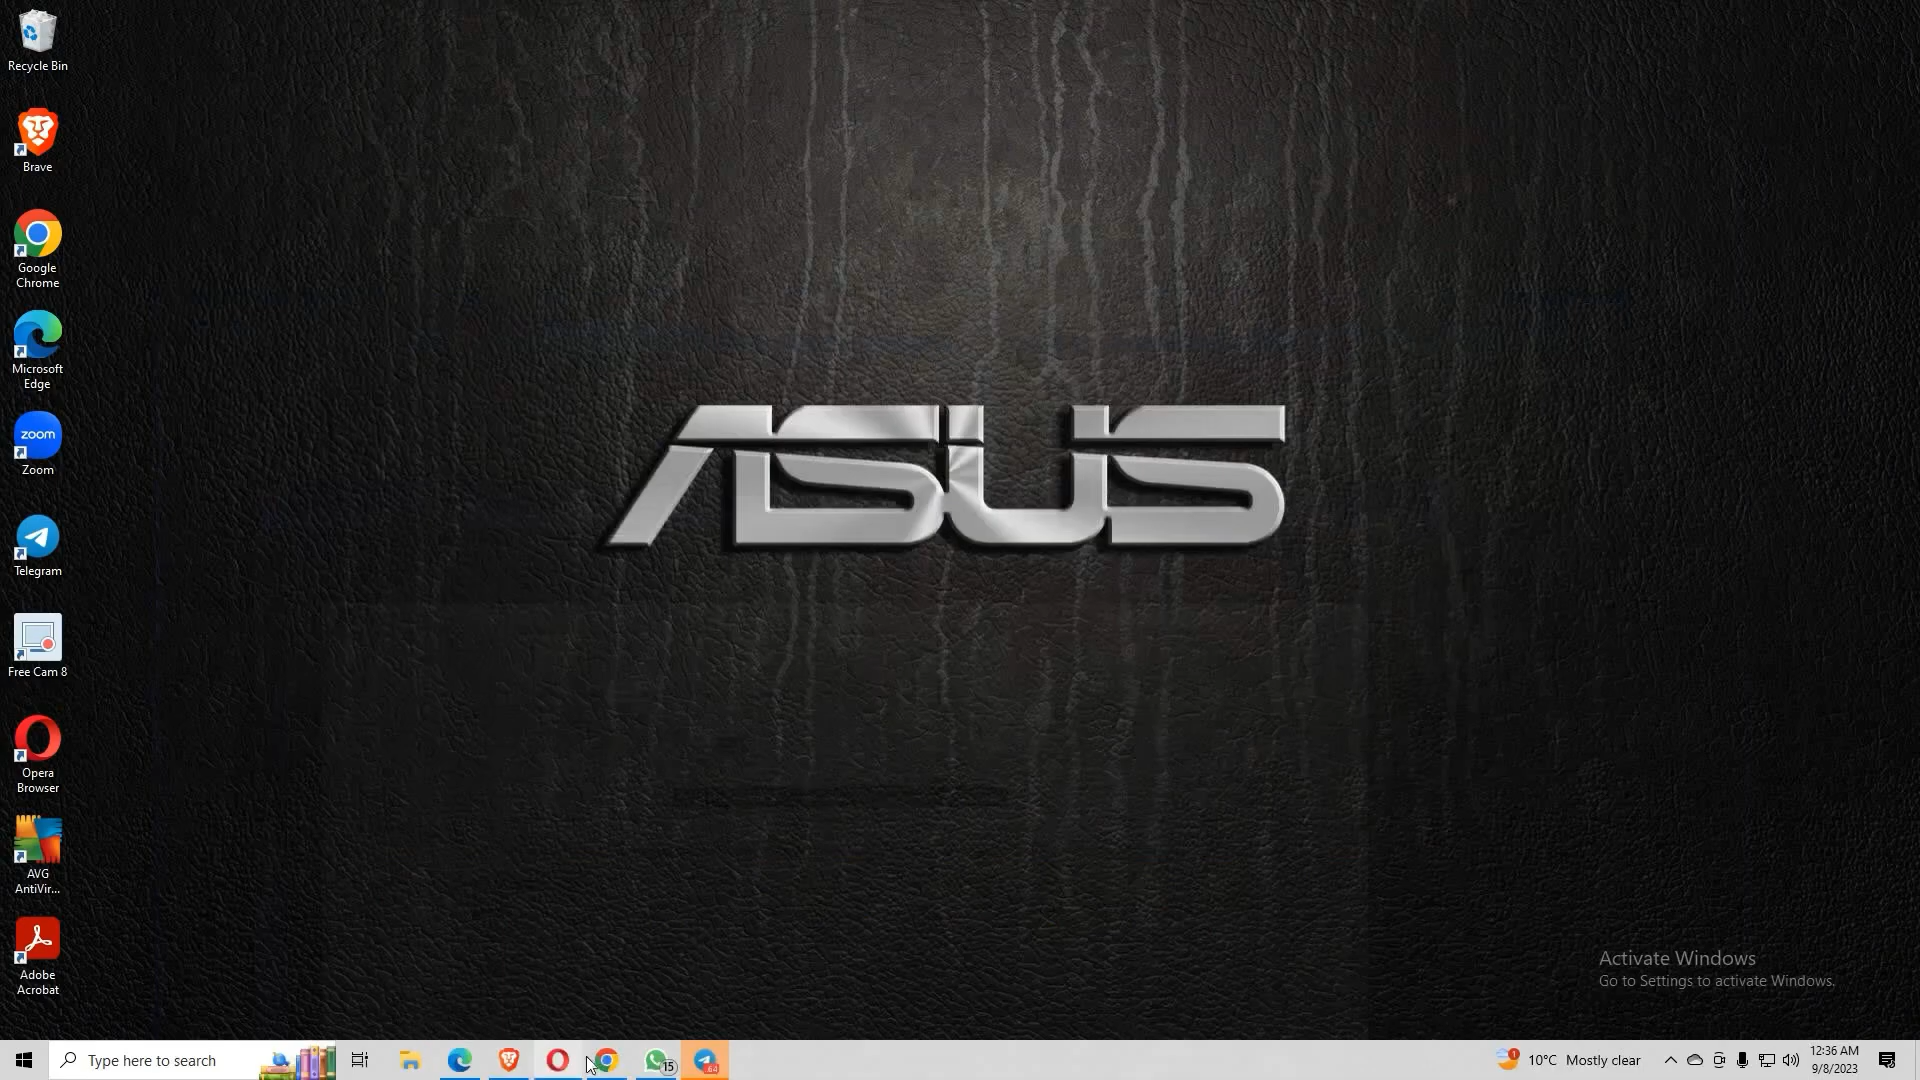 Recycle Bin
Brave
Google
Chrome
Microsoft
Edge
zoom
Zoom
Telegram
Free Cam 8
Opera
Browser
AVG
AntiVir...
Adobe
Acrobat
ASUS
Activate Windows
Go to Settings to activate Windows.
Type here to search
15
64
1
10°C Mostly clear
12:36 AM
9/8/2023